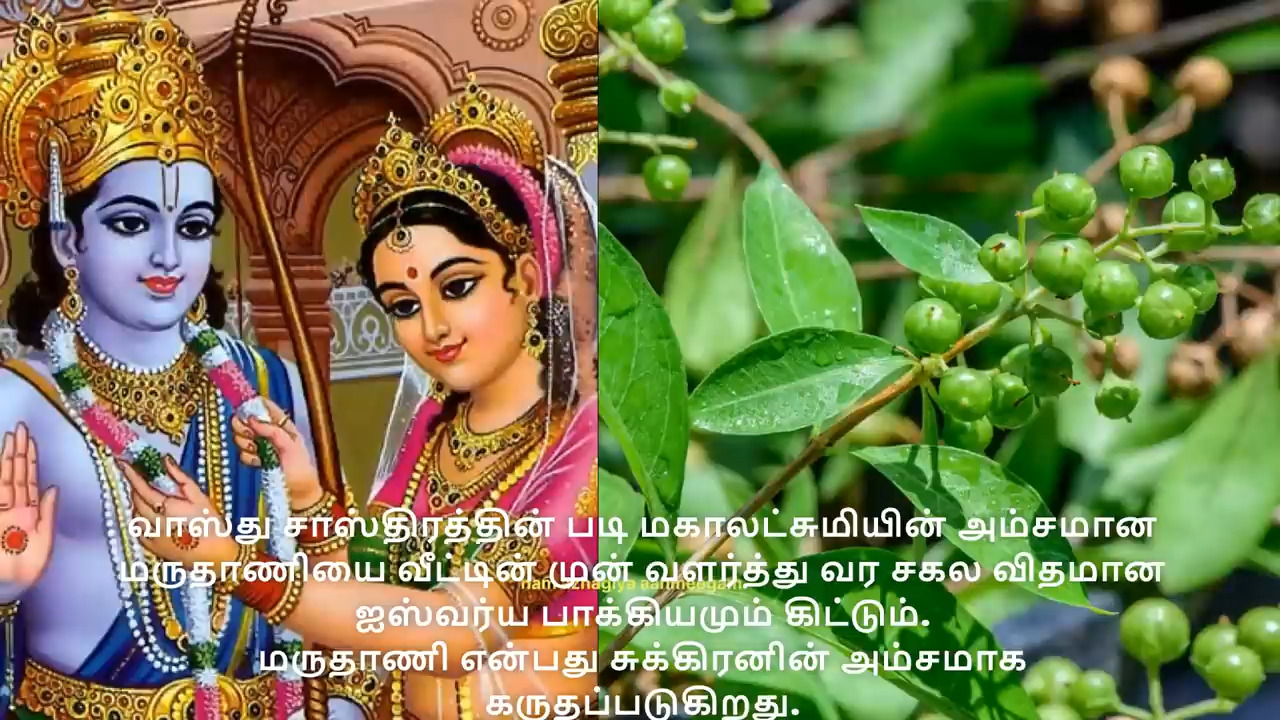 வாஸ்து சாஸ்திரத்தின் படி மகாலட்சுமியின் அம்சமான
மருதாணியை வீட்டின் முன் வளர்த்து வர சகல விதமான
ஐஸ்வர்ய பாக்கியமும் கிட்டும்.
மருதாணி என்பது சுக்கிரனின் அம்சமாக
கருதப்படுகிறது.